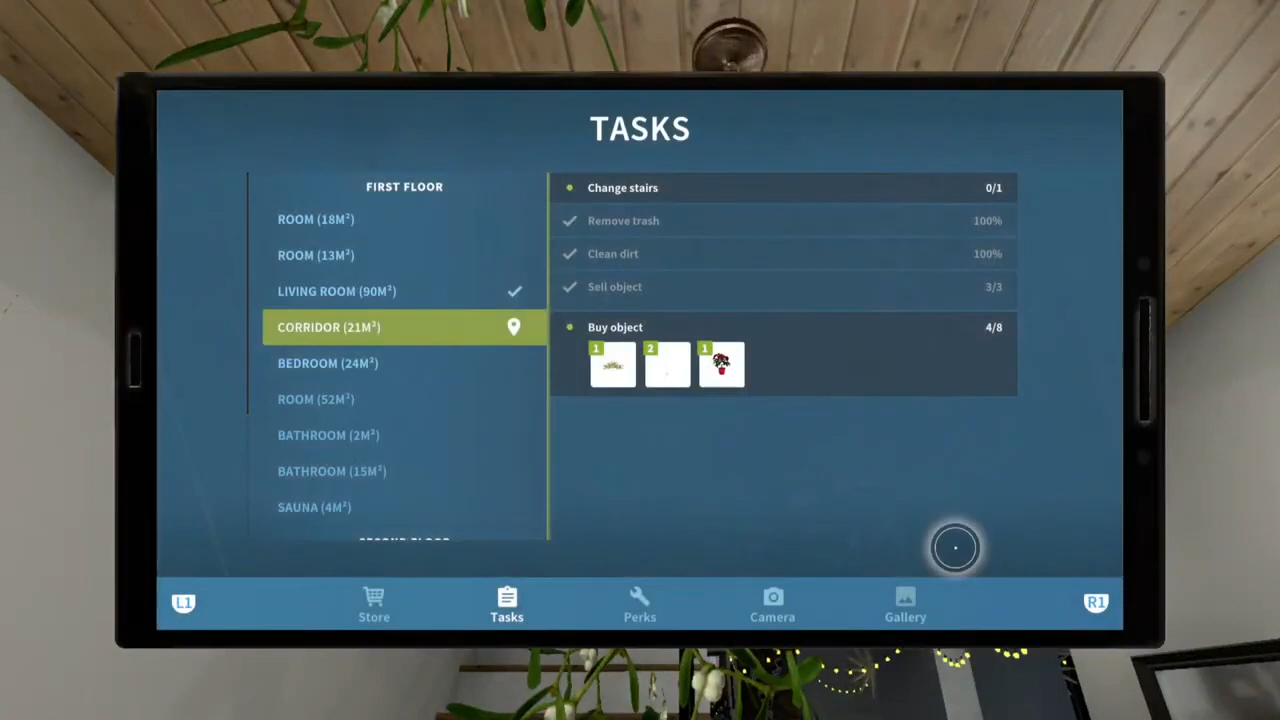 TASKS
FIRST FLOOR
ROOM (18M²)
ROOM (13M²)
LIVING ROOM (90M²)
CORRIDOR (21M²)
BEDROOM (24M²)
ROOM (52M²)
BATHROOM (2M²)
BATHROOM (15M²)
SAUNA (4M²)
SECOND FLOOR
Change stairs 0/1
Remove trash 100%
Clean dirt 100%
Sell object 3/3
Buy object 4/8
1 2 1
L1
Store
Tasks
Perks
Camera
Gallery
R1